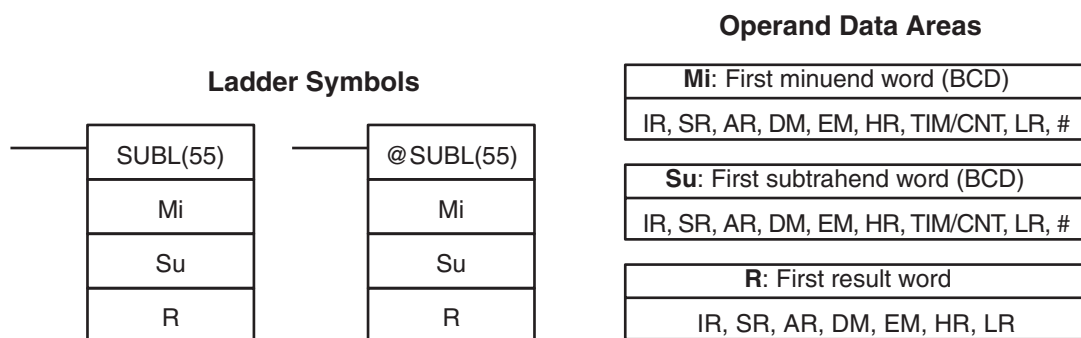 Ladder Symbols
SUBL(55)
Mi
Su
R
@SUBL(55)
Mi
Su
R
Operand Data Areas
Mi: First minuend word (BCD)
IR, SR, AR, DM, EM, HR, TIM/CNT, LR, #
Su: First subtrahend word (BCD)
IR, SR, AR, DM, EM, HR, TIM/CNT, LR, #
R: First result word
IR, SR, AR, DM, EM, HR, LR